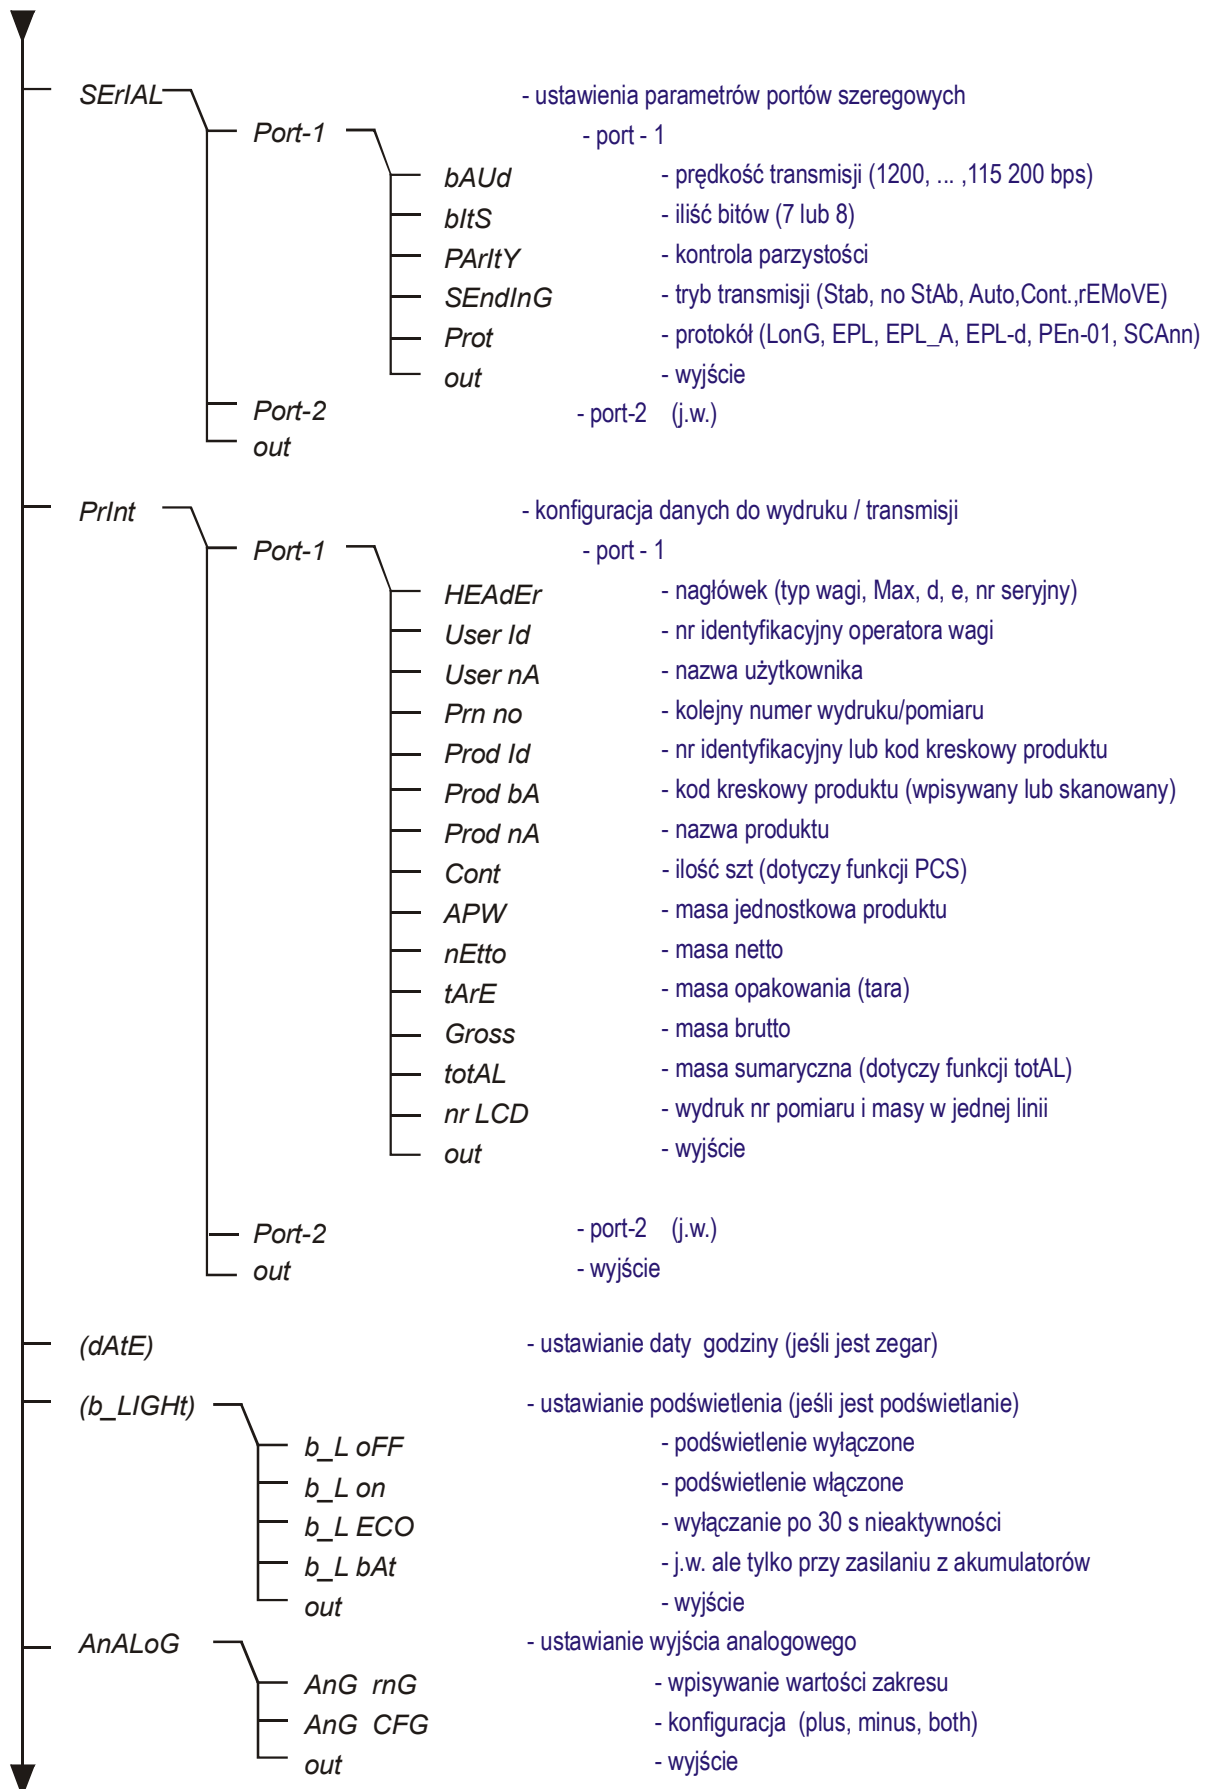 SErIAL - ustawienia parametrów portów szeregowych
Port-1 - port - 1
bAUd - prędkość transmisji (1200, ... ,115 200 bps)
bItS - iliść bitów (7 lub 8)
PArItY - kontrola parzystości
SEndInG - tryb transmisji (Stab, no StAb, Auto,Cont.,rEMoVE)
Prot - protokół (LonG, EPL, EPL_A, EPL-d, PEn-01, SCAnn)
out - wyjście
Port-2 - port-2 (j.w.)
out
PrInt - konfiguracja danych do wydruku / transmisji
Port-1 - port - 1
HEAdEr - nagłówek (typ wagi, Max, d, e, nr seryjny)
User Id - nr identyfikacyjny operatora wagi
User nA - nazwa użytkownika
Prn no - kolejny numer wydruku/pomiaru
Prod Id - nr identyfikacyjny lub kod kreskowy produktu
Prod bA - kod kreskowy produktu (wpisywany lub skanowany)
Prod nA - nazwa produktu
Cont - ilość szt (dotyczy funkcji PCS)
APW - masa jednostkowa produktu
nEtto - masa netto
tArE - masa opakowania (tara)
Gross - masa brutto
totAL - masa sumaryczna (dotyczy funkcji totAL)
nr LCD - wydruk nr pomiaru i masy w jednej linii
out - wyjście
Port-2 - port-2 (j.w.)
out - wyjście
(dAtE) - ustawianie daty godziny (jeśli jest zegar)
(b_LIGHt) - ustawianie podświetlenia (jeśli jest podświetlanie)
b_L oFF - podświetlenie wyłączone
b_L on - podświetlenie włączone
b_L ECO - wyłączanie po 30 s nieaktywności
b_L bAt - j.w. ale tylko przy zasilaniu z akumulatorów
out - wyjście
AnALoG - ustawianie wyjścia analogowego
AnG rnG - wpisywanie wartości zakresu
AnG CFG - konfiguracja (plus, minus, both)
out - wyjście